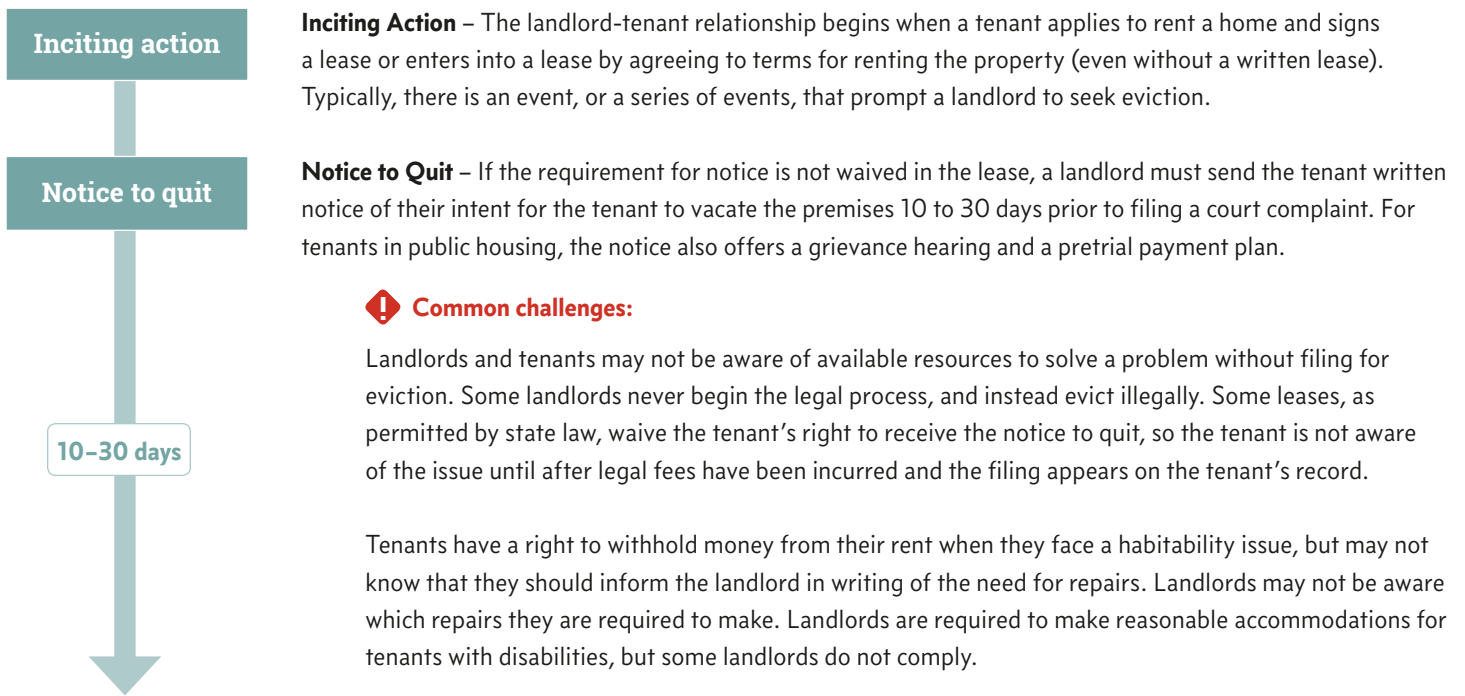 Inciting action
Inciting Action – The landlord-tenant relationship begins when a tenant applies to rent a home and signs
a lease or enters into a lease by agreeing to terms for renting the property (even without a written lease).
Typically, there is an event, or a series of events, that prompt a landlord to seek eviction.
Notice to quit
Notice to Quit – If the requirement for notice is not waived in the lease, a landlord must send the tenant written
notice of their intent for the tenant to vacate the premises 10 to 30 days prior to filing a court complaint. For
tenants in public housing, the notice also offers a grievance hearing and a pretrial payment plan.
! Common challenges:
Landlords and tenants may not be aware of available resources to solve a problem without filing for
eviction. Some landlords never begin the legal process, and instead evict illegally. Some leases, as
permitted by state law, waive the tenant’s right to receive the notice to quit, so the tenant is not aware
of the issue until after legal fees have been incurred and the filing appears on the tenant’s record.
10–30 days
Tenants have a right to withhold money from their rent when they face a habitability issue, but may not
know that they should inform the landlord in writing of the need for repairs. Landlords may not be aware
which repairs they are required to make. Landlords are required to make reasonable accommodations for
tenants with disabilities, but some landlords do not comply.